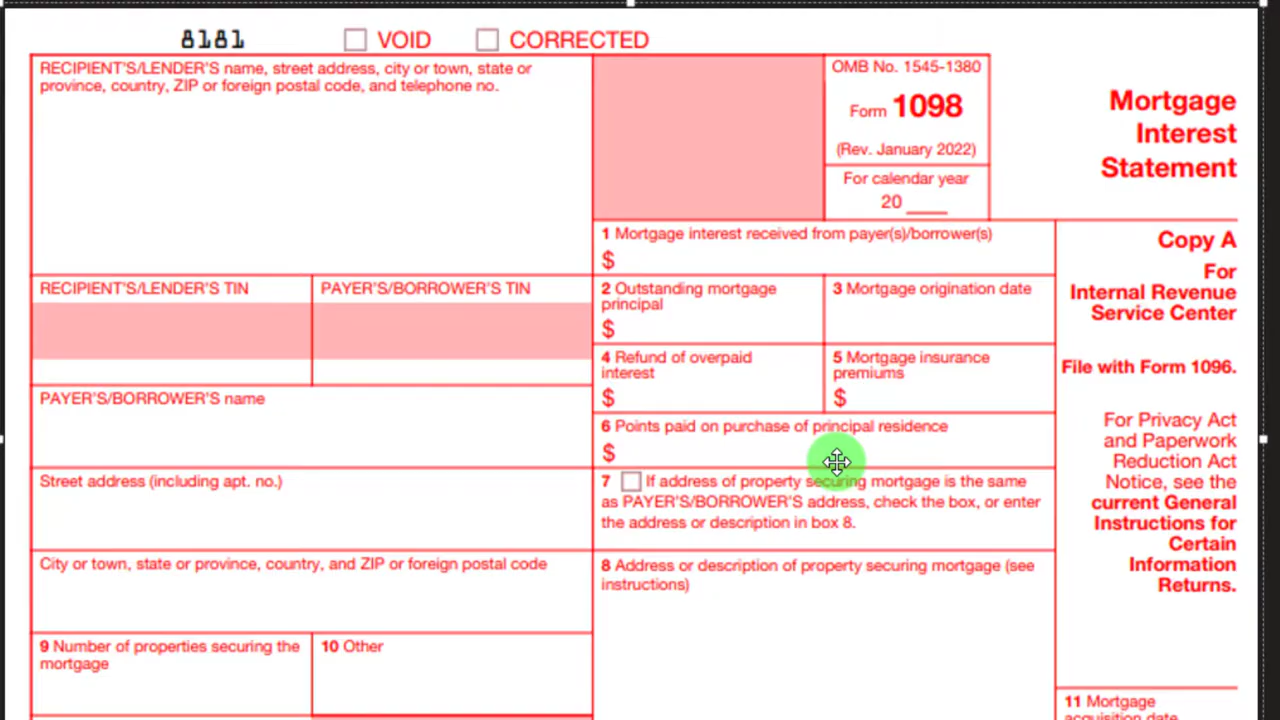 8181
VOID
CORRECTED
RECIPIENT'S/LENDER'S name, street address, city or town, state or
province, country, ZIP or foreign postal code, and telephone no.
OMB No. 1545-1380
Form 1098
(Rev. January 2022)
For calendar year
20 ____
Mortgage
Interest
Statement
1 Mortgage interest received from payer(s)/borrower(s)
$
Copy A
For
Internal Revenue
Service Center
File with Form 1096.
For Privacy Act
and Paperwork
Reduction Act
Notice, see the
current General
Instructions for
Certain
Information
Returns.
RECIPIENT'S/LENDER'S TIN
PAYER'S/BORROWER'S TIN
2 Outstanding mortgage
principal
$
3 Mortgage origination date
4 Refund of overpaid
interest
$
5 Mortgage insurance
premiums
$
PAYER'S/BORROWER'S name
6 Points paid on purchase of principal residence
$
Street address (including apt. no.)
7 If address of property securing mortgage is the same
as PAYER'S/BORROWER'S address, check the box, or enter
the address or description in box 8.
City or town, state or province, country, and ZIP or foreign postal code
8 Address or description of property securing mortgage (see
instructions)
9 Number of properties securing the
mortgage
10 Other
11 Mortgage
acquisition date